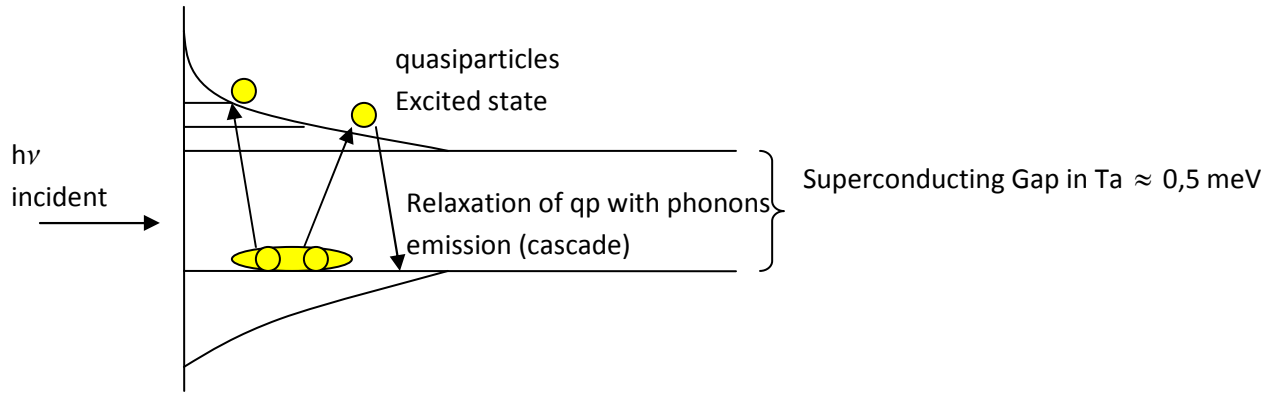 quasiparticles
Excited state
hν
incident
Superconducting Gap in Ta ≈ 0,5 meV
Relaxation of qp with phonons
emission (cascade)